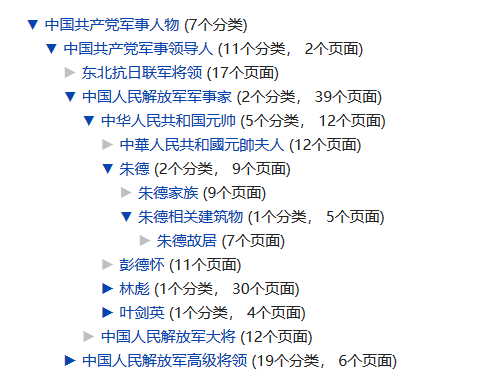 ▼ 中国共产党军事人物 (7个分类)
▼ 中国共产党军事领导人 (11个分类， 2个页面)
► 东北抗日联军将领 (17个页面)
▼ 中国人民解放军军事家 (2个分类， 39个页面)
▼ 中华人民共和国元帅 (5个分类， 12个页面)
► 中華人民共和國元帥夫人 (12个页面)
▼ 朱德 (2个分类， 9个页面)
► 朱德家族 (9个页面)
▼ 朱德相关建筑物 (1个分类， 5个页面)
► 朱德故居 (7个页面)
► 彭德怀 (11个页面)
► 林彪 (1个分类， 30个页面)
► 叶剑英 (1个分类， 4个页面)
► 中国人民解放军大将 (12个页面)
► 中国人民解放军高级将领 (19个分类， 6个页面)